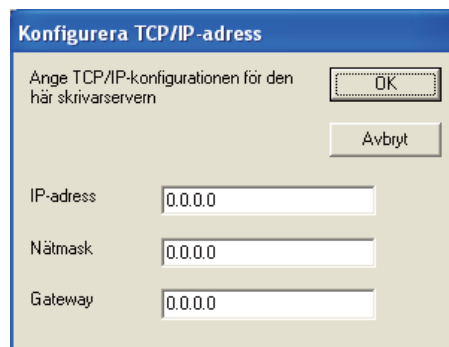 Konfigurera TCP/IP-adress
Ange TCP/IP-konfigurationen för den
här skrivarservern
OK
Avbryt
IP-adress 0.0.0.0
Nätmask 0.0.0.0
Gateway 0.0.0.0